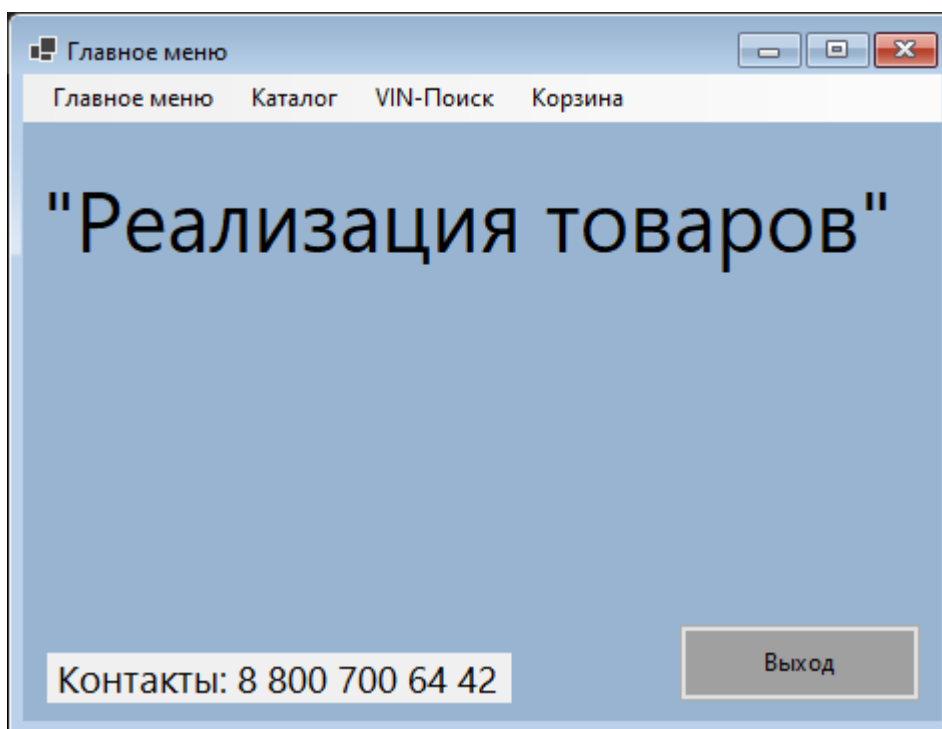 Главное меню
Главное меню Каталог VIN-Поиск Корзина
"Реализация товаров"
Контакты: 8 800 700 64 42
Выход